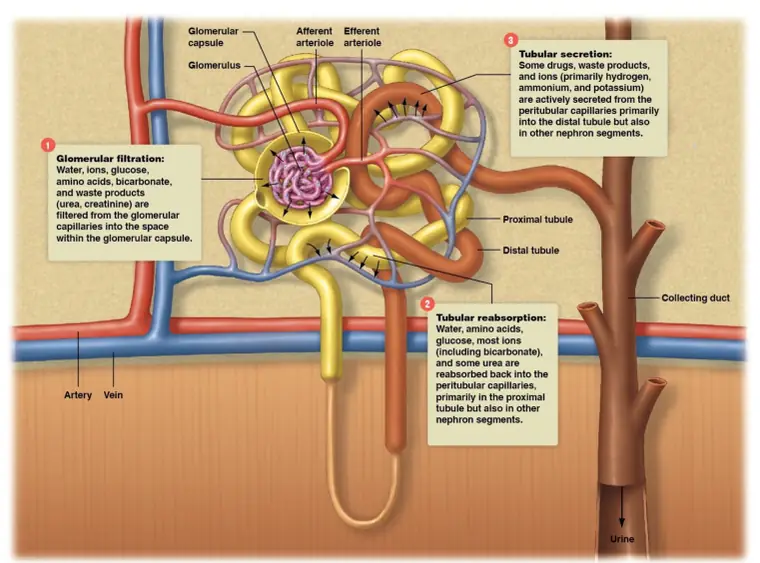 Glomerular
capsule
Afferent
arteriole
Efferent
arteriole
Glomerulus
3
Tubular secretion:
Some drugs, waste products,
and ions (primarily hydrogen,
ammonium, and potassium)
are actively secreted from the
peritubular capillaries primarily
into the distal tubule but also
in other nephron segments.
1
Glomerular filtration:
Water, ions, glucose,
amino acids, bicarbonate,
and waste products
(urea, creatinine) are
filtered from the glomerular
capillaries into the space
within the glomerular capsule.
Proximal tubule
Distal tubule
Collecting duct
2
Tubular reabsorption:
Water, amino acids,
glucose, most ions
(including bicarbonate),
and some urea are
reabsorbed back into the
peritubular capillaries,
primarily in the proximal
tubule but also in other
nephron segments.
Artery
Vein
Urine